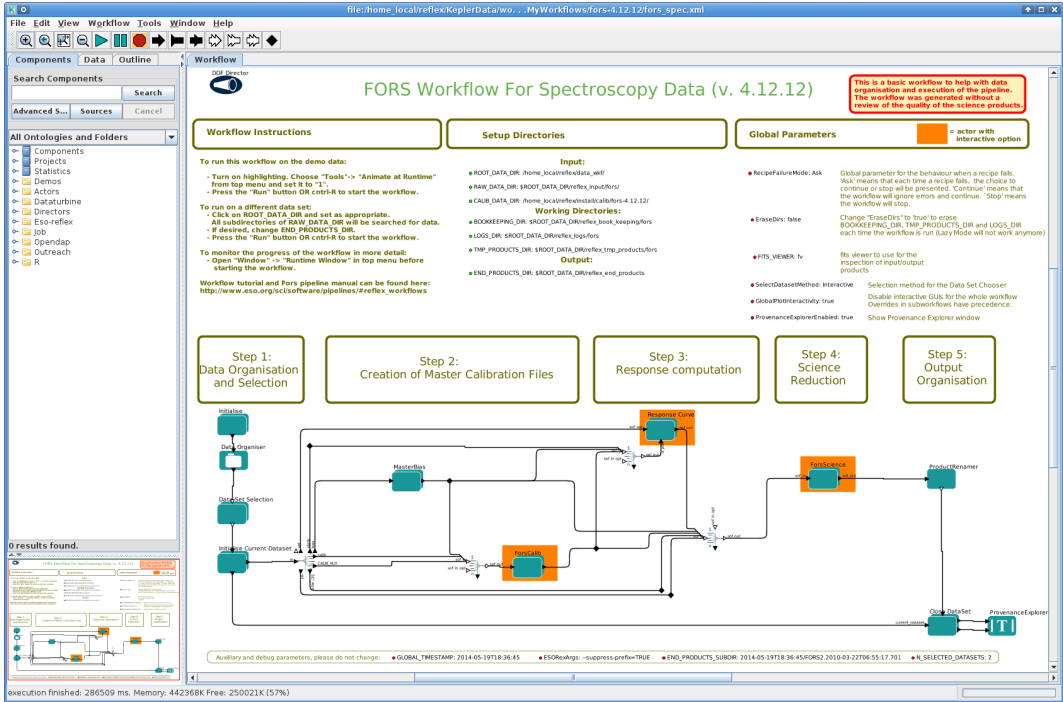 file:/home_local/reflex/KeplerData/wo. . .MyWorkflows/fors-4.12.12/fors_spec.xml
File Edit View Workflow Tools Window Help
Components Data Outline
Workflow
Search Components
Search
Advanced S... Sources Cancel
All Ontologies and Folders
Components
Projects
Statistics
Demos
Actors
Dataturbine
Directors
Eso-reflex
Job
Opendap
Outreach
R
0 results found.
DDF Director
FORS Workflow For Spectroscopy Data (v. 4.12.12)
This is a basic workflow to help with data
organisation and execution of the pipeline.
The workflow was generated without a
review of the quality of the science products.
Workflow Instructions
Setup Directories
Global Parameters
= actor with
interactive option
To run this workflow on the demo data:
- Turn on highlighting. Choose "Tools"-> "Animate at Runtime"
from top menu and set it to "1".
- Press the "Run" button OR cntrl-R to start the workflow.
To run on a different data set:
- Click on ROOT_DATA_DIR and set as appropriate.
All subdirectories of RAW_DATA_DIR will be searched for data.
- If desired, change END_PRODUCTS_DIR.
- Press the "Run" button OR cntrl-R to start the workflow.
To monitor the progress of the workflow in more detail:
- Open "Window" -> "Runtime Window" in top menu before
starting the workflow.
Workflow tutorial and Fors pipeline manual can be found here:
http://www.eso.org/sci/software/pipelines/#reflex_workflows
Input:
ROOT_DATA_DIR: /home_local/reflex/data_wkf/
RAW_DATA_DIR: $ROOT_DATA_DIR/reflex_input/fors/
CALIB_DATA_DIR: /home_local/reflex/install/calib/fors-4.12.12/
Working Directories:
BOOKKEEPING_DIR: $ROOT_DATA_DIR/reflex_book_keeping/fors
LOGS_DIR: $ROOT_DATA_DIR/reflex_logs/fors
TMP_PRODUCTS_DIR: $ROOT_DATA_DIR/reflex_tmp_products/fors
Output:
END_PRODUCTS_DIR: $ROOT_DATA_DIR/reflex_end_products
RecipeFailureMode: Ask
Global parameter for the behaviour when a recipe fails.
'Ask' means that each time a recipe fails, the choice to
continue or stop wil be presented. 'Continue' means that
the workflow will ignore errors and continue. `Stop' means
the workflow will stop.
EraseDirs: false
Change "EraseDirs" to "true" to erase
BOOKKEEPING_DIR, TMP_PRODUCTS_DIR and LOGS_DIR
each time the workflow is run (Lazy Mode will not work anymore)
FITS_VIEWER: fv
fits viewer to use for the
inspection of input/output
products
SelectDatasetMethod: Interactive
Selection method for the Data Set Chooser
GlobalPlotInteractivity: true
Disable interactive GUIs for the whole workflow
Overrides in subworkflows have precedence.
ProvenanceExplorerEnabled: true
Show Provenance Explorer window
Step 1:
Data Organisation
and Selection
Step 2:
Creation of Master Calibration Files
Step 3:
Response computation
Step 4:
Science
Reduction
Step 5:
Output
Organisation
Initialise
Data Organiser
DataSet Selection
Initialise Current Dataset
MasterBias
ForsCalib
Response Curve
ForsScience
ProductRenamer
Close DataSet
ProvenanceExplorer
T
current_dataset
Auxilliary and debug parameters, please do not change:
GLOBAL_TIMESTAMP: 2014-05-19T18:36:45
ESORexArgs: --suppress-prefix=TRUE
END_PRODUCTS_SUBDIR: 2014-05-19T18:36:45/FORS2.2010-03-22T06:55:17.701
N_SELECTED_DATASETS: 2
execution finished: 286509 ms. Memory: 442368K Free: 250021K (57%)